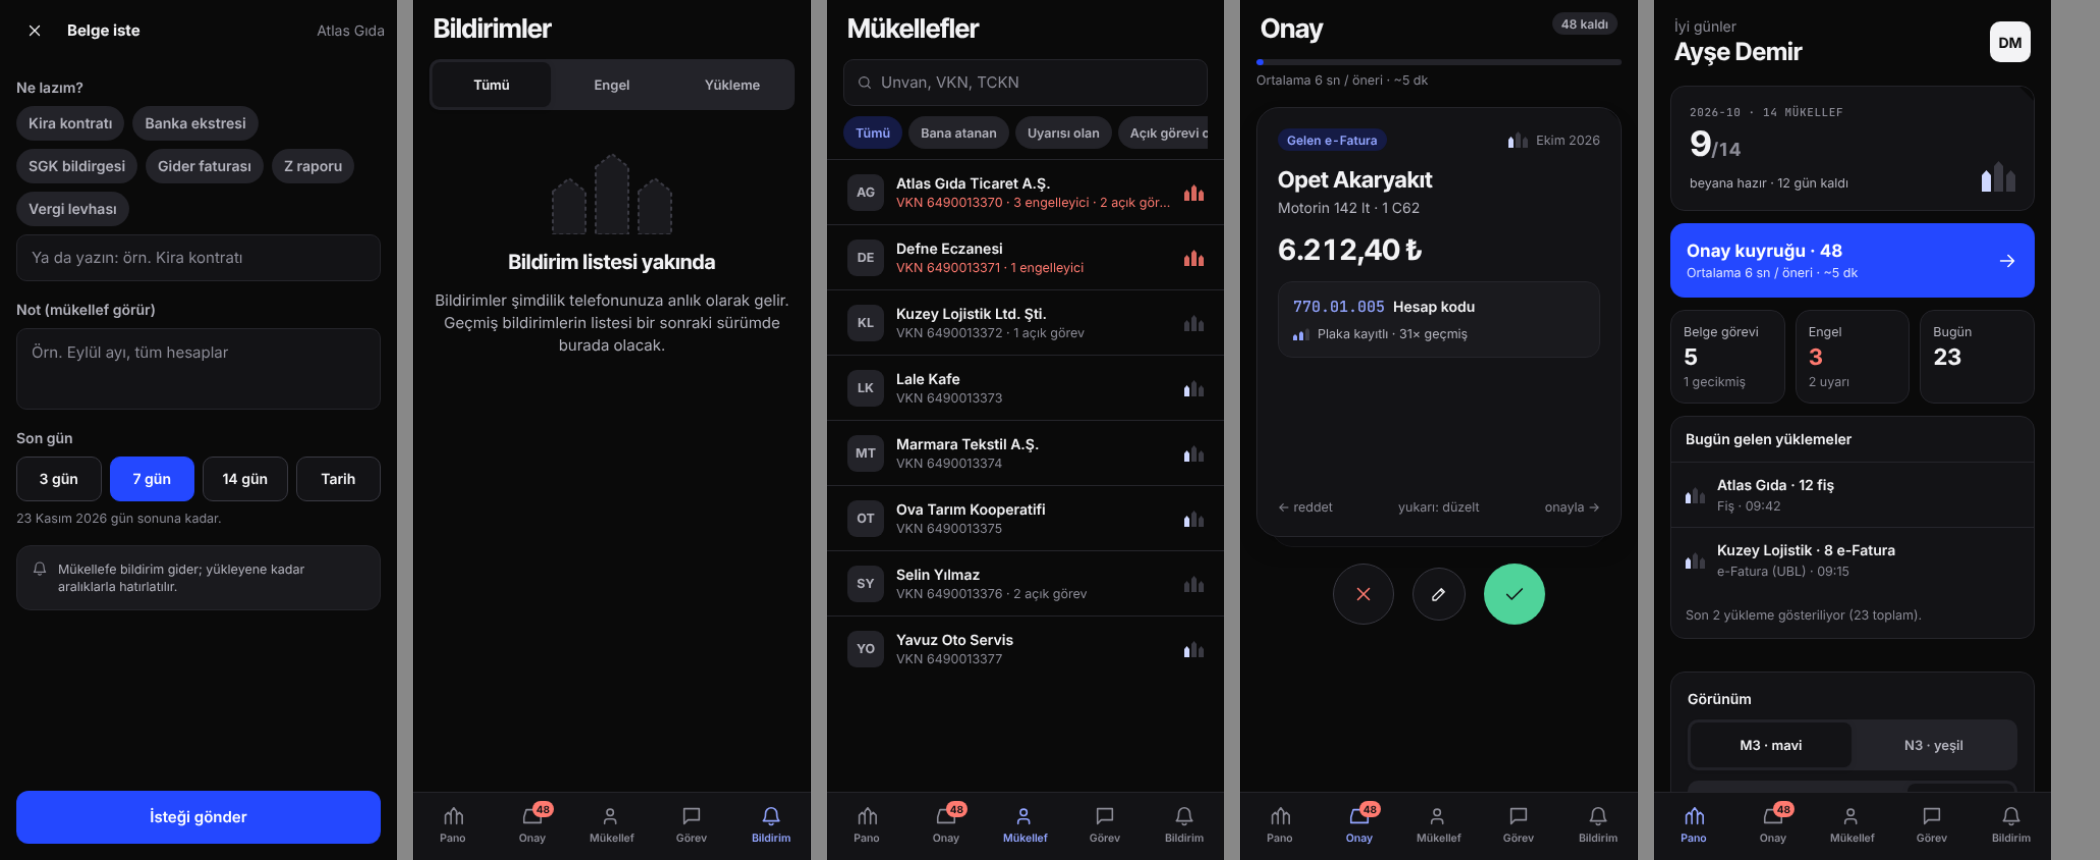 Belge iste
Atlas Gıda
Ne lazım?
Kira kontratı
Banka ekstresi
SGK bildirgesi
Gider faturası
Z raporu
Vergi levhası
Ya da yazın: örn. Kira kontratı
Not (mükellef görür)
Örn. Eylül ayı, tüm hesaplar
Son gün
3 gün
7 gün
14 gün
Tarih
23 Kasım 2026 gün sonuna kadar.
Mükellefe bildirim gider; yükleyene kadar
aralıklarla hatırlatılır.
İsteği gönder
Bildirimler
Tümü
Engel
Yükleme
Bildirim listesi yakında
Bildirimler şimdilik telefonunuza anlık olarak gelir.
Geçmiş bildirimlerin listesi bir sonraki sürümde
burada olacak.
48
Pano
Onay
Mükellef
Görev
Bildirim
Mükellefler
Unvan, VKN, TCKN
Tümü
Bana atanan
Uyarısı olan
Açık görevi o
AG
Atlas Gıda Ticaret A.Ş.
VKN 6490013370 · 3 engelleyici · 2 açık gör...
DE
Defne Eczanesi
VKN 6490013371 · 1 engelleyici
KL
Kuzey Lojistik Ltd. Şti.
VKN 6490013372 · 1 açık görev
LK
Lale Kafe
VKN 6490013373
MT
Marmara Tekstil A.Ş.
VKN 6490013374
OT
Ova Tarım Kooperatifi
VKN 6490013375
SY
Selin Yılmaz
VKN 6490013376 · 2 açık görev
YO
Yavuz Oto Servis
VKN 6490013377
48
Pano
Onay
Mükellef
Görev
Bildirim
Onay
48 kaldı
Ortalama 6 sn / öneri · ~5 dk
Gelen e-Fatura
Ekim 2026
Opet Akaryakıt
Motorin 142 lt · 1 C62
6.212,40 ₺
770.01.005 Hesap kodu
Plaka kayıtlı · 31× geçmiş
← reddet
yukarı: düzelt
onayla →
48
Pano
Onay
Mükellef
Görev
Bildirim
İyi günler
Ayşe Demir
DM
2026-10 · 14 MÜKELLEF
9/14
beyana hazır · 12 gün kaldı
Onay kuyruğu · 48
Ortalama 6 sn / öneri · ~5 dk
Belge görevi
5
1 gecikmiş
Engel
3
2 uyarı
Bugün
23
Bugün gelen yüklemeler
Atlas Gıda · 12 fiş
Fiş · 09:42
Kuzey Lojistik · 8 e-Fatura
e-Fatura (UBL) · 09:15
Son 2 yükleme gösteriliyor (23 toplam).
Görünüm
M3 · mavi
N3 · yeşil
48
Pano
Onay
Mükellef
Görev
Bildirim